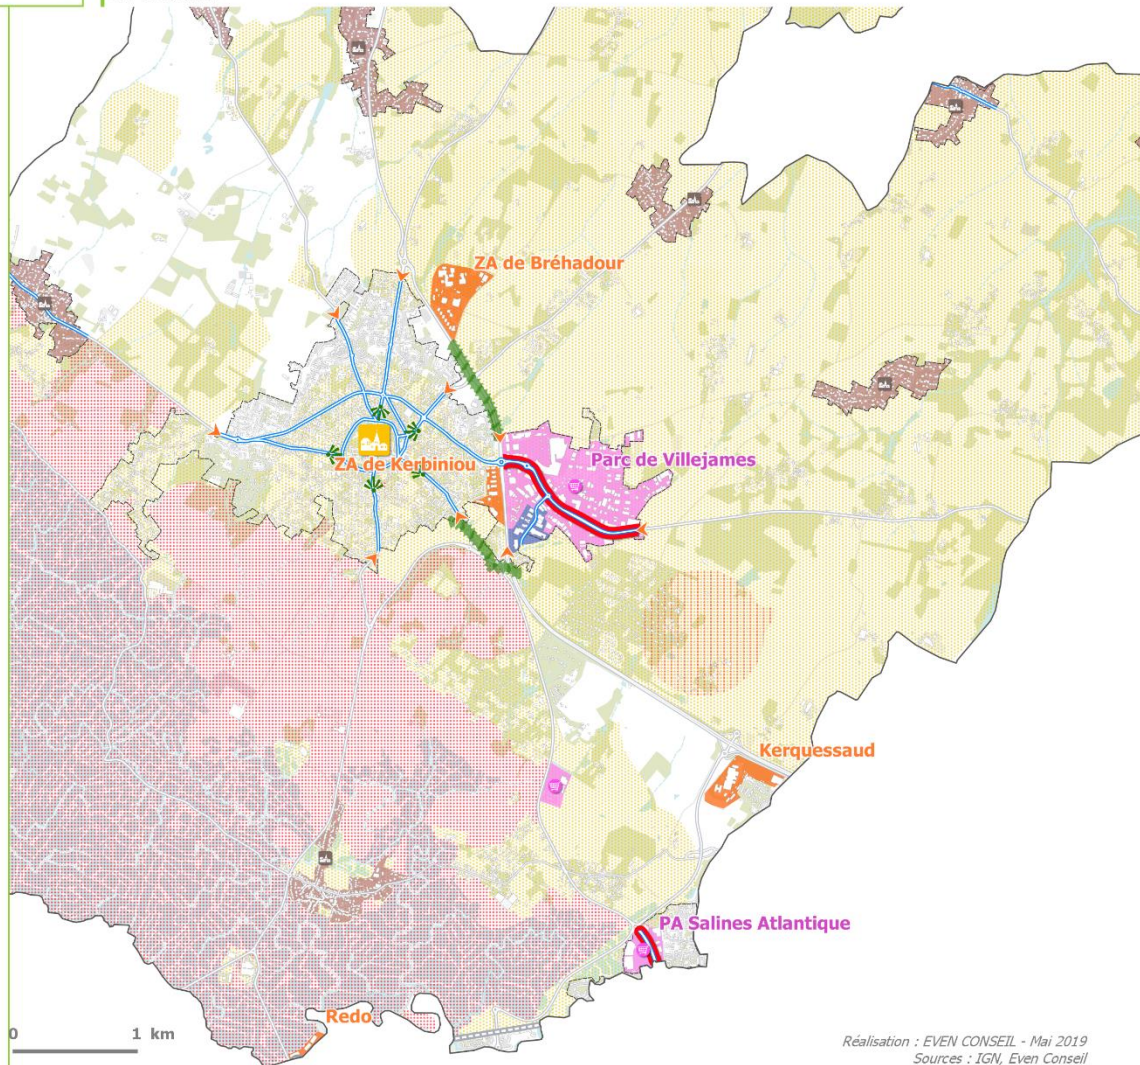 ZA de Bréhadour
Parc de Villejames
ZA de Kerbiniou
Kerquessaud
PA Salines Atlantique
Redo
0 1 km
Réalisation : EVEN CONSEIL - Mai 2019
Sources : IGN, Even Conseil